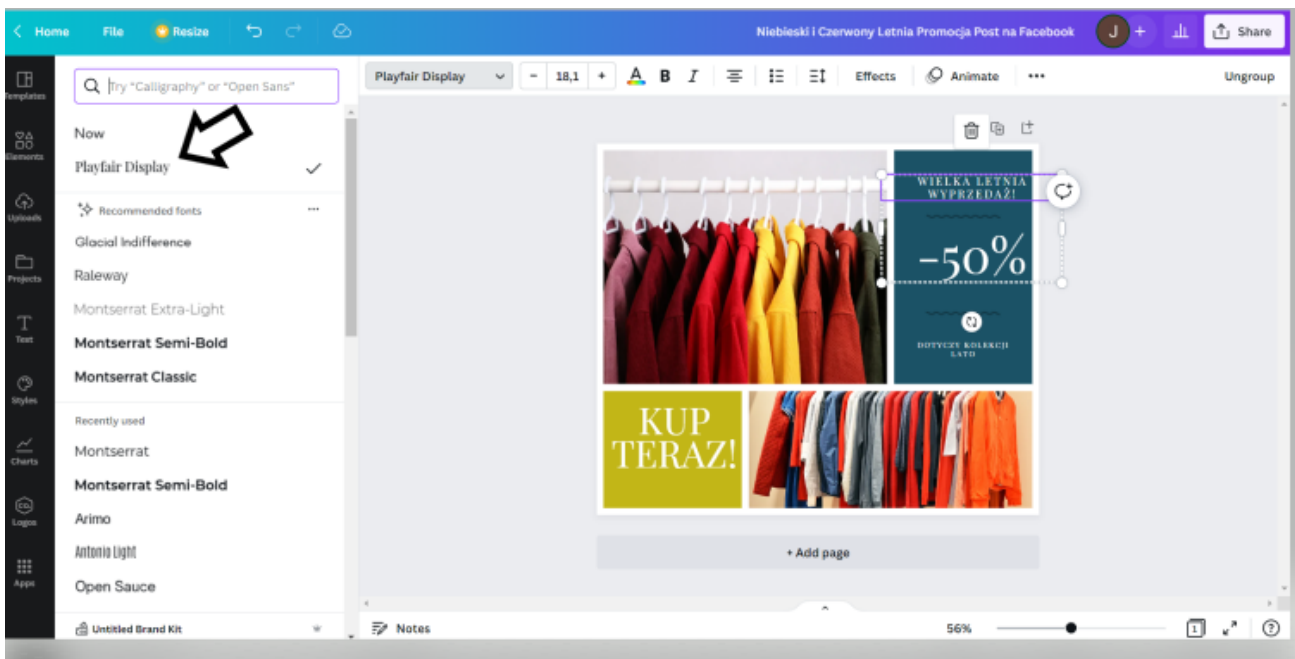 Home File Resize Niebieski i Czerwony Letnia Promocja Post na Facebook J + Share
Playfair Display - 18,1 + A B I Effects Animate Ungroup
Templates
Elements
Uploads
Projects
Text
Styles
Charts
Logos
Apps
Try "Calligraphy" or "Open Sans"
Now
Playfair Display
Recommended fonts
Glacial Indifference
Raleway
Montserrat Extra-Light
Montserrat Semi-Bold
Montserrat Classic
Recently used
Montserrat
Montserrat Semi-Bold
Arimo
Antonio Light
Open Sauce
Untitled Brand Kit
WIELKA LETNIA
WYPRZEDAŻ!
-50%
DOTYCZY KOLEKCJI
LATO
KUP
TERAZ!
+ Add page
Notes 56% 1 ?